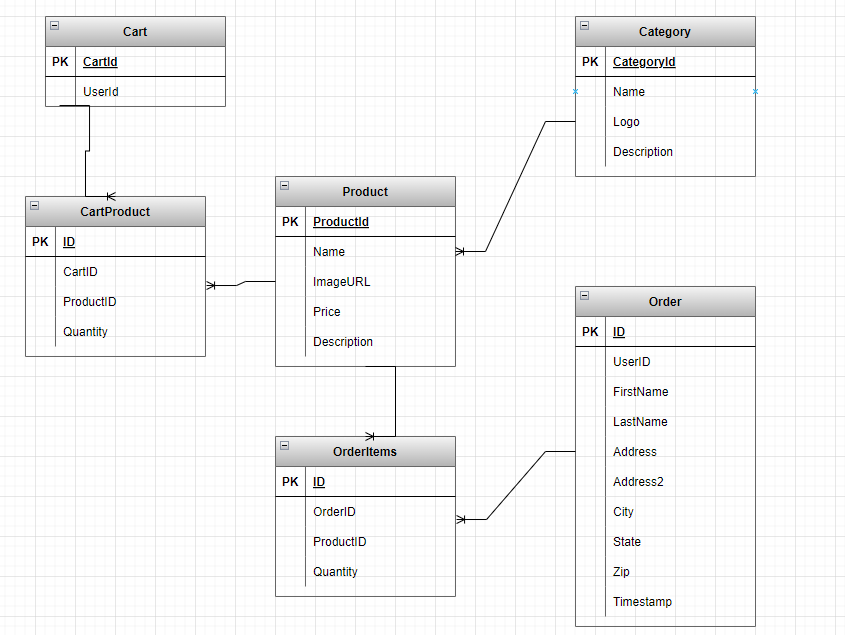 Cart
PK CartId
UserId
Category
PK CategoryId
Name
Logo
Description
CartProduct
PK ID
CartID
ProductID
Quantity
Product
PK ProductId
Name
ImageURL
Price
Description
Order
PK ID
UserID
FirstName
LastName
Address
Address2
City
State
Zip
Timestamp
OrderItems
PK ID
OrderID
ProductID
Quantity